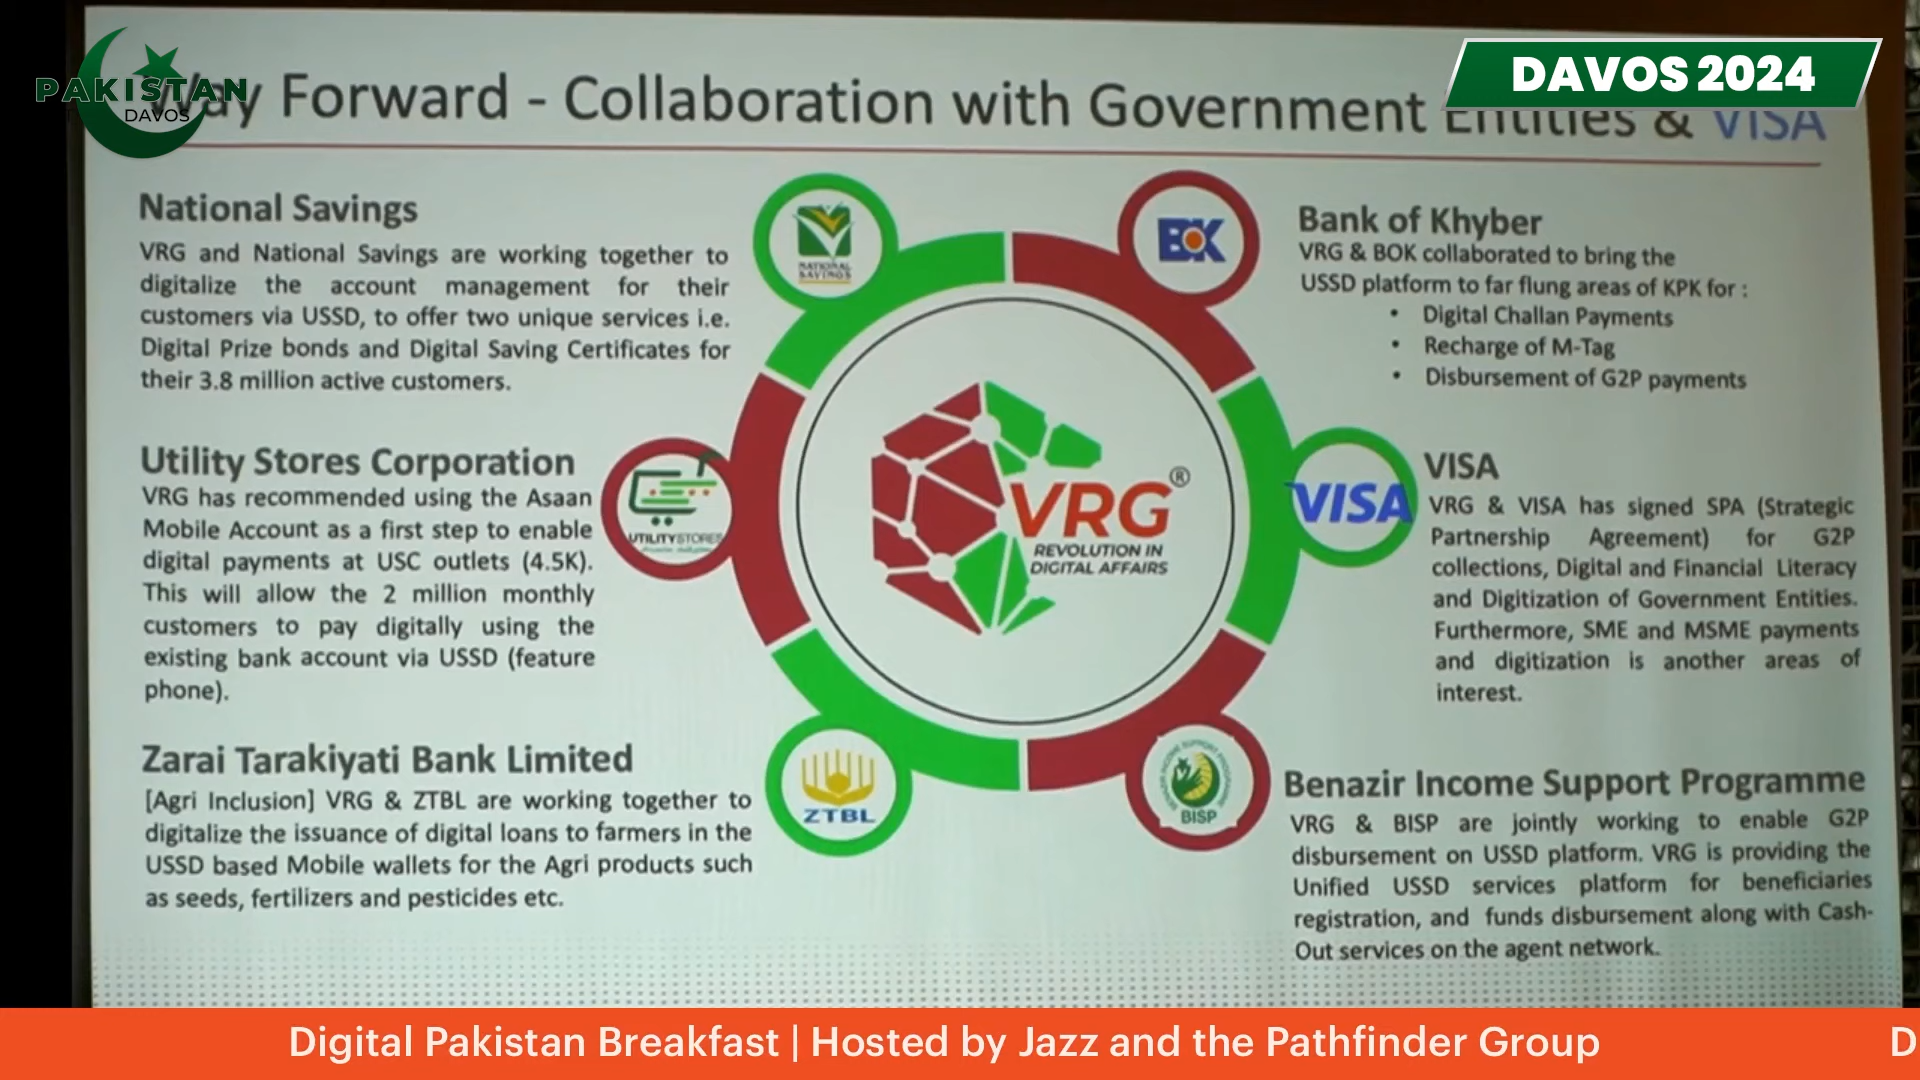 PAKISTAN
DAVOS
DAVOS 2024
Way Forward - Collaboration with Government Entities & VISA
National Savings
VRG and National Savings are working together to
digitalize the account management for their
customers via USSD, to offer two unique services i.e.
Digital Prize bonds and Digital Saving Certificates for
their 3.8 million active customers.
Utility Stores Corporation
VRG has recommended using the Asaan
Mobile Account as a first step to enable
digital payments at USC outlets (4.5K).
This will allow the 2 million monthly
customers to pay digitally using the
existing bank account via USSD (feature
phone).
Zarai Tarakiyati Bank Limited
[Agri Inclusion] VRG & ZTBL are working together to
digitalize the issuance of digital loans to farmers in the
USSD based Mobile wallets for the Agri products such
as seeds, fertilizers and pesticides etc.
NATIONAL
SAVINGS
UTILITY STORES
ZTBL
VRG®
REVOLUTION IN
DIGITAL AFFAIRS
BOK
VISA
BENAZIR INCOME SUPPORT PROGRAMME
BISP
Bank of Khyber
VRG & BOK collaborated to bring the
USSD platform to far flung areas of KPK for :
• Digital Challan Payments
• Recharge of M-Tag
• Disbursement of G2P payments
VISA
VRG & VISA has signed SPA (Strategic
Partnership Agreement) for G2P
collections, Digital and Financial Literacy
and Digitization of Government Entities.
Furthermore, SME and MSME payments
and digitization is another areas of
interest.
Benazir Income Support Programme
VRG & BISP are jointly working to enable G2P
disbursement on USSD platform. VRG is providing the
Unified USSD services platform for beneficiaries
registration, and funds disbursement along with Cash-
Out services on the agent network.
Digital Pakistan Breakfast | Hosted by Jazz and the Pathfinder Group
D